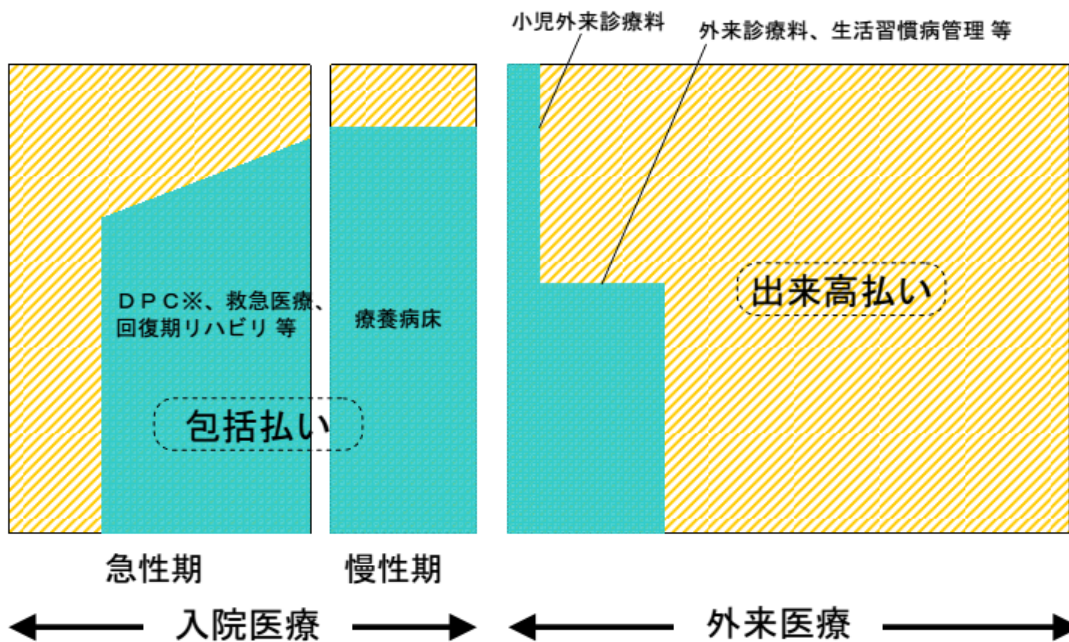 小児外来診療料
外来診療料、生活習慣病管理 等
ＤＰＣ※、救急医療、
回復期リハビリ 等
療養病床
出来高払い
包括払い
急性期
慢性期
入院医療
外来医療